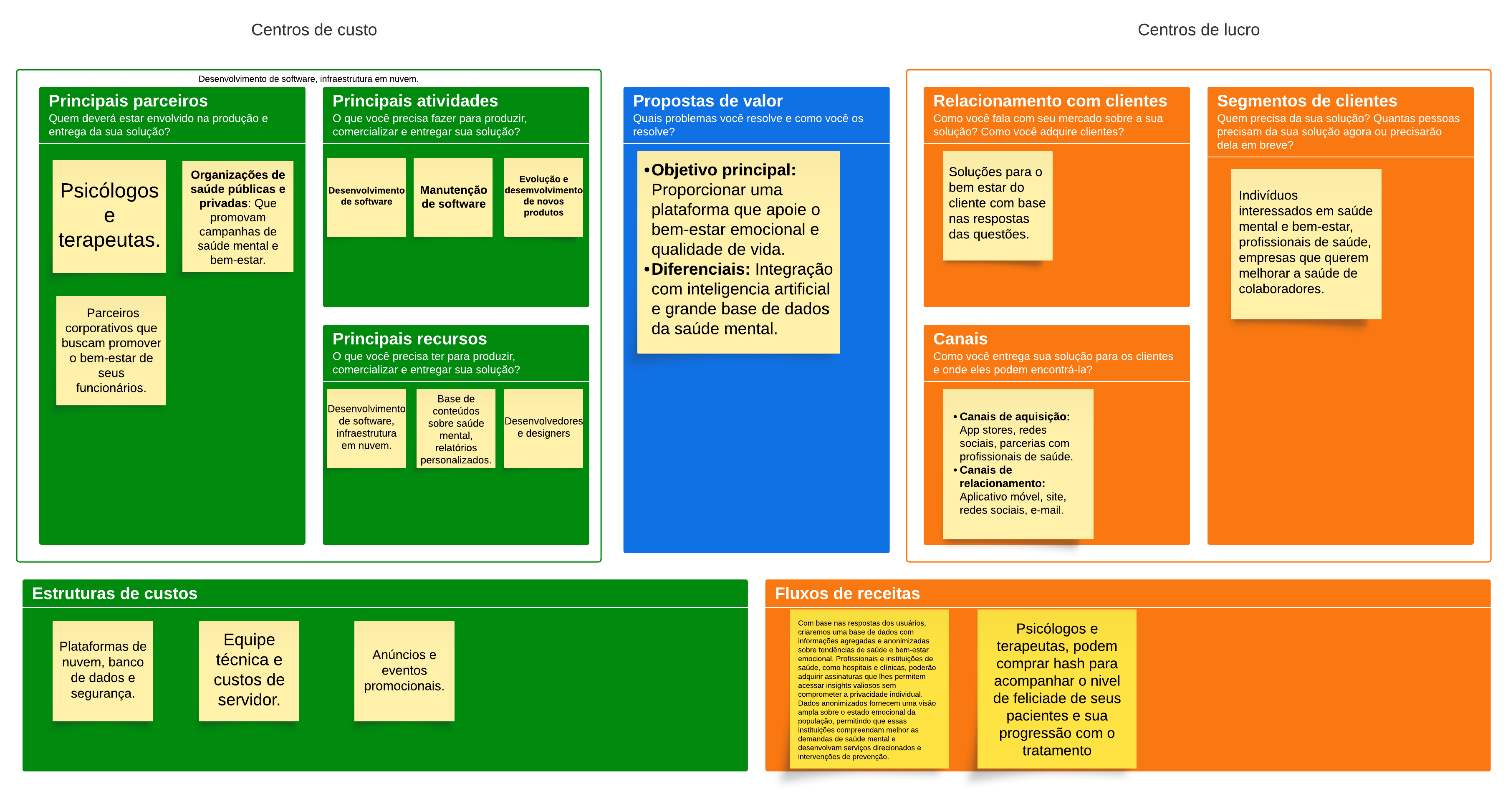 Centros de custo
Centros de lucro
Desenvolvimento de software, infraestrutura em nuvem.
Principais parceiros
Quem deverá estar envolvido na produção e
entrega da sua solução?
Psicólogos
e
terapeutas.
Organizações de
saúde públicas e
privadas: Que
promovam
campanhas de
saúde mental e
bem-estar.
Parceiros
corporativos que
buscam promover
o bem-estar de
seus
funcionários.
Principais atividades
O que você precisa fazer para produzir,
comercializar e entregar sua solução?
Desenvolvimento
de software
Manutenção
de software
Evolução e
desemvolvimento
de novos
produtos
Principais recursos
O que você precisa ter para produzir,
comercializar e entregar sua solução?
Desenvolvimento
de software,
infraestrutura
em nuvem.
Base de
conteúdos
sobre saúde
mental,
relatórios
personalizados.
Desenvolvedores
e designers
Propostas de valor
Quais problemas você resolve e como você os
resolve?
•Objetivo principal:
Proporcionar uma
plataforma que apoie o
bem-estar emocional e
qualidade de vida.
•Diferenciais: Integração
com inteligencia artificial
e grande base de dados
da saúde mental.
Relacionamento com clientes
Como você fala com seu mercado sobre a sua
solução? Como você adquire clientes?
Soluções para o
bem estar do
cliente com base
nas respostas
das questões.
Canais
Como você entrega sua solução para os clientes
e onde eles podem encontrá-la?
• Canais de aquisição:
App stores, redes
sociais, parcerias com
profissionais de saúde.
• Canais de
relacionamento:
Aplicativo móvel, site,
redes sociais, e-mail.
Segmentos de clientes
Quem precisa da sua solução? Quantas pessoas
precisam da sua solução agora ou precisarão
dela em breve?
Indivíduos
interessados em saúde
mental e bem-estar,
profissionais de saúde,
empresas que querem
melhorar a saúde de
colaboradores.
Estruturas de custos
Plataformas de
nuvem, banco
de dados e
segurança.
Equipe
técnica e
custos de
servidor.
Anúncios e
eventos
promocionais.
Fluxos de receitas
Com base nas respostas dos usuários,
criaremos uma base de dados com
informações agregadas e anonimizadas
sobre tendências de saúde e bem-estar
emocional. Profissionais e instituições de
saúde, como hospitais e clínicas, poderão
adquirir assinaturas que lhes permitem
acessar insights valiosos sem
comprometer a privacidade individual.
Dados anonimizados fornecem uma visão
ampla sobre o estado emocional da
população, permitindo que essas
instituições compreendam melhor as
demandas de saúde mental e
desenvolvam serviços direcionados e
intervenções de prevenção.
Psicólogos e
terapeutas, podem
comprar hash para
acompanhar o nivel
de feliciade de seus
pacientes e sua
progressão com o
tratamento